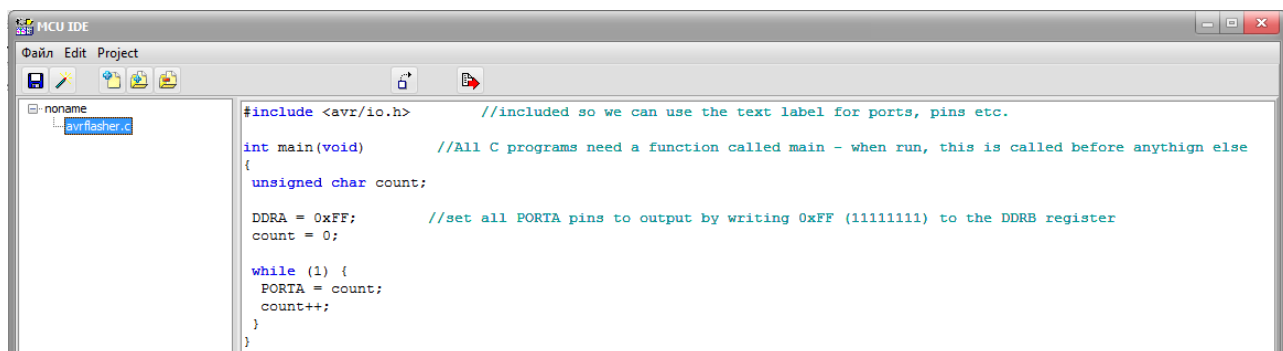 MCU IDE
Файл Edit Project
noname
avrflasher.c
#include <avr/io.h> //included so we can use the text label for ports, pins etc.
int main(void) //All C programs need a function called main - when run, this is called before anythign else
{
unsigned char count;
DDRA = 0xFF; //set all PORTA pins to output by writing 0xFF (11111111) to the DDRB register
count = 0;
while (1) {
PORTA = count;
count++;
}
}